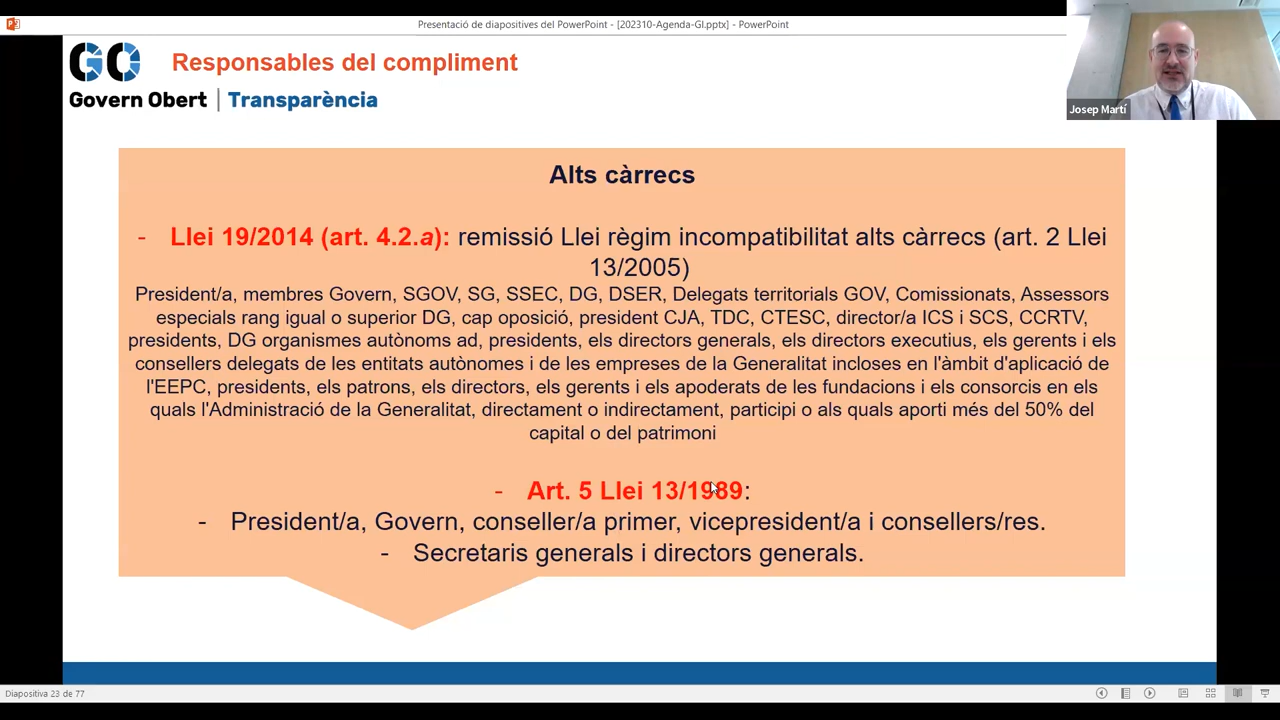 Presentació de diapositives del PowerPoint - [202310-Agenda-GI.pptx] - PowerPoint
GO
Responsables del compliment
Govern Obert | Transparència
Josep Martí
Alts càrrecs
- Llei 19/2014 (art. 4.2.a): remissió Llei règim incompatibilitat alts càrrecs (art. 2 Llei
13/2005)
President/a, membres Govern, SGOV, SG, SSEC, DG, DSER, Delegats territorials GOV, Comissionats, Assessors
especials rang igual o superior DG, cap oposició, president CJA, TDC, CTESC, director/a ICS i SCS, CCRTV,
presidents, DG organismes autònoms ad, presidents, els directors generals, els directors executius, els gerents i els
consellers delegats de les entitats autònomes i de les empreses de la Generalitat incloses en l'àmbit d'aplicació de
l'EEPC, presidents, els patrons, els directors, els gerents i els apoderats de les fundacions i els consorcis en els
quals l'Administració de la Generalitat, directament o indirectament, participi o als quals aporti més del 50% del
capital o del patrimoni
- Art. 5 Llei 13/1989:
- President/a, Govern, conseller/a primer, vicepresident/a i consellers/res.
- Secretaris generals i directors generals.
Diapositiva 23 de 77